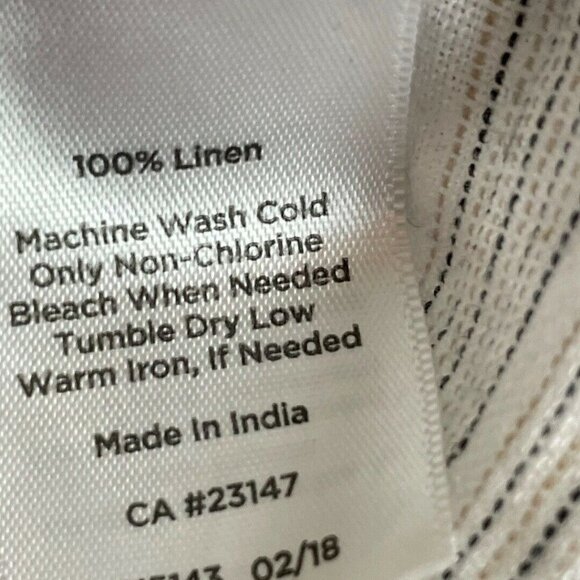 100% Linen
Machine Wash Cold
Only Non-Chlorine
Bleach When Needed
Tumble Dry Low
Warm Iron, If Needed
Made In India
CA #23147
02/18